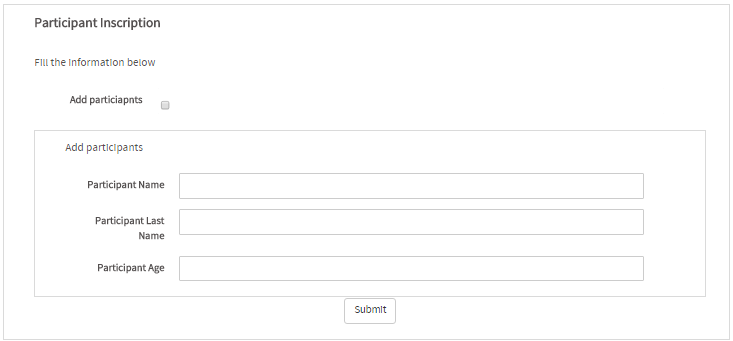 Participant Inscription
Fill the information below
Add particiapnts
Add participants
Participant Name
Participant Last
Name
Participant Age
Submit